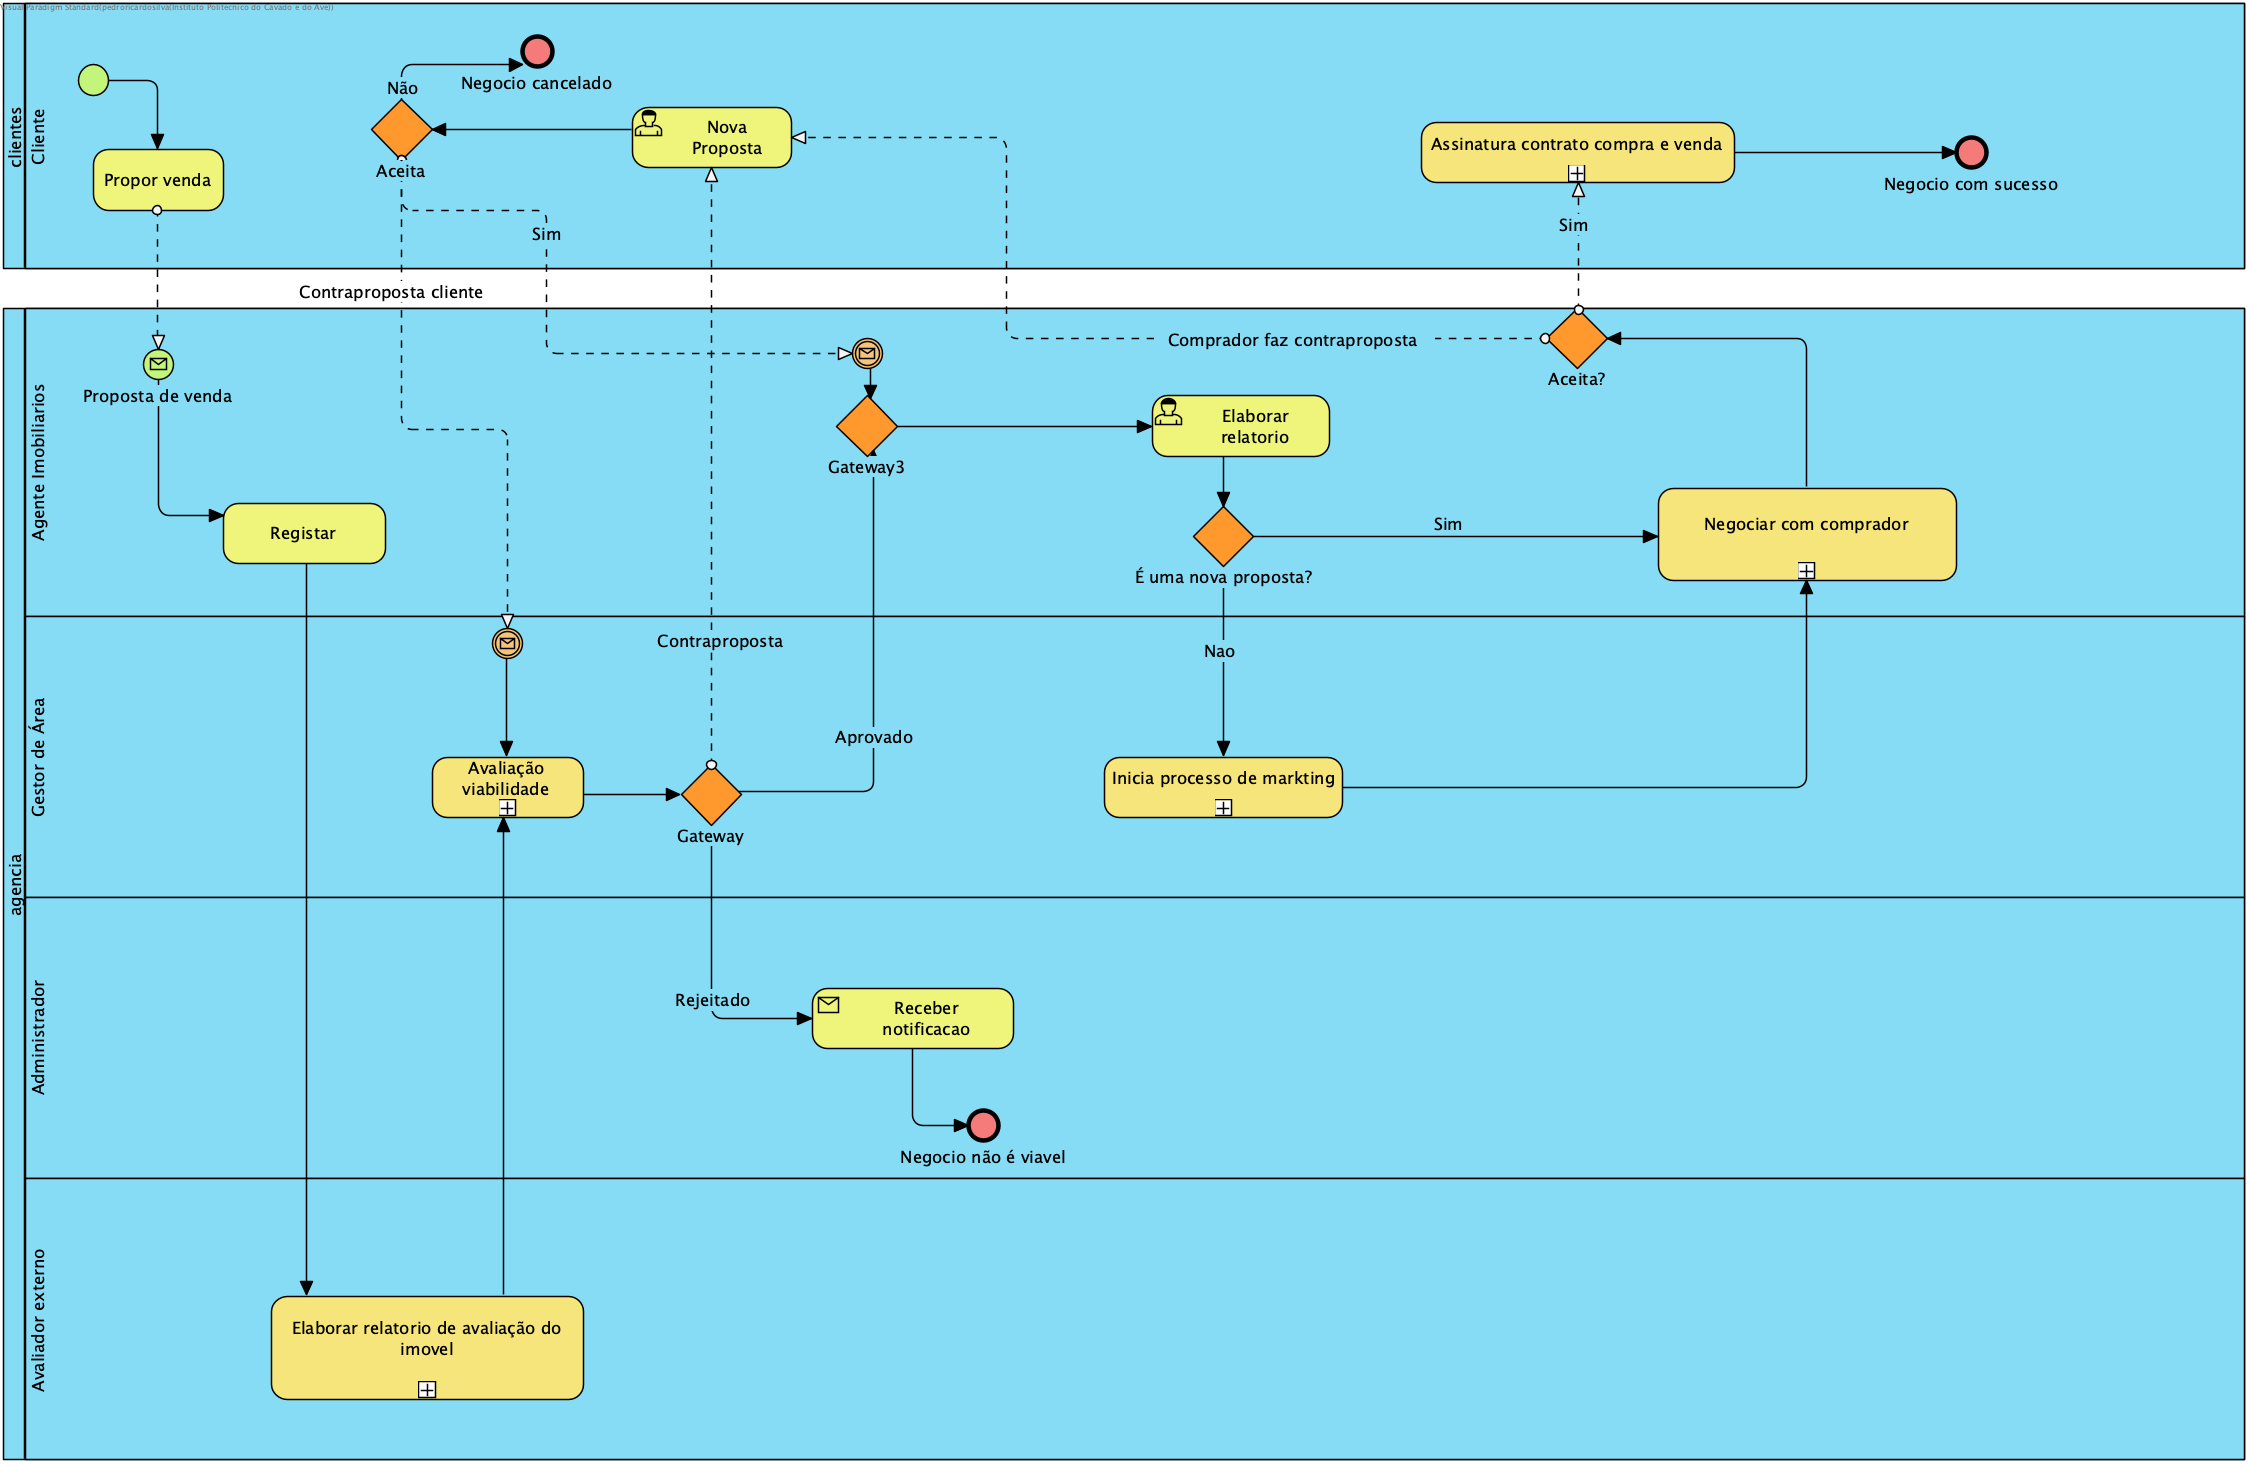 Visual Paradigm Standard(pedroricardosilva(Instituto Politecnico do Cavado e do Ave))
clientes
Cliente
Não
Negocio cancelado
Nova
Proposta
Aceita
Propor venda
Assinatura contrato compra e venda
Negocio com sucesso
Sim
Sim
Contraproposta cliente
agencia
Agente Imobiliarios
Proposta de venda
Comprador faz contraproposta
Aceita?
Elaborar
relatorio
Gateway3
Registar
Sim
Negociar com comprador
É uma nova proposta?
Gestor de Área
Contraproposta
Nao
Aprovado
Avaliação
viabilidade
Inicia processo de markting
Gateway
Administrador
Rejeitado
Receber
notificacao
Negocio não é viavel
Avaliador externo
Elaborar relatorio de avaliação do
imovel